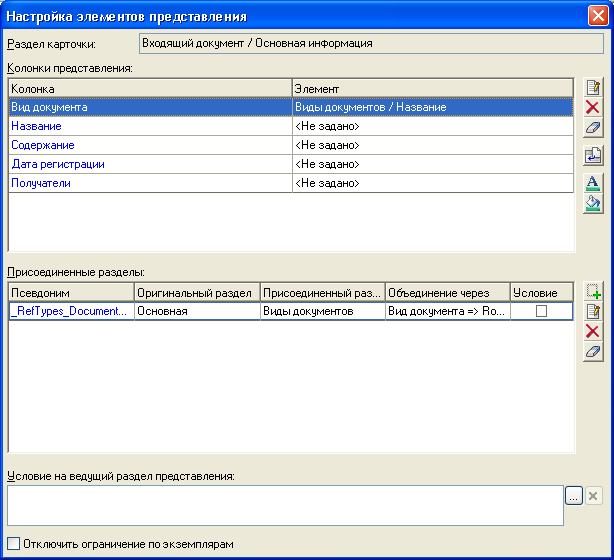 Настройка элементов представления
Раздел карточки: Входящий документ / Основная информация
Колонки представления:
Колонка Элемент
Вид документа Виды документов / Название
Название <Не задано>
Содержание <Не задано>
Дата регистрации <Не задано>
Получатели <Не задано>
A
Присоединенные разделы:
Псевдоним Оригинальный раздел Присоединенный раз... Объединение через Условие
_RefTypes_Document... Основная Виды документов Вид документа => Ro...
Условие на ведущий раздел представления:
...
Отключить ограничение по экземплярам